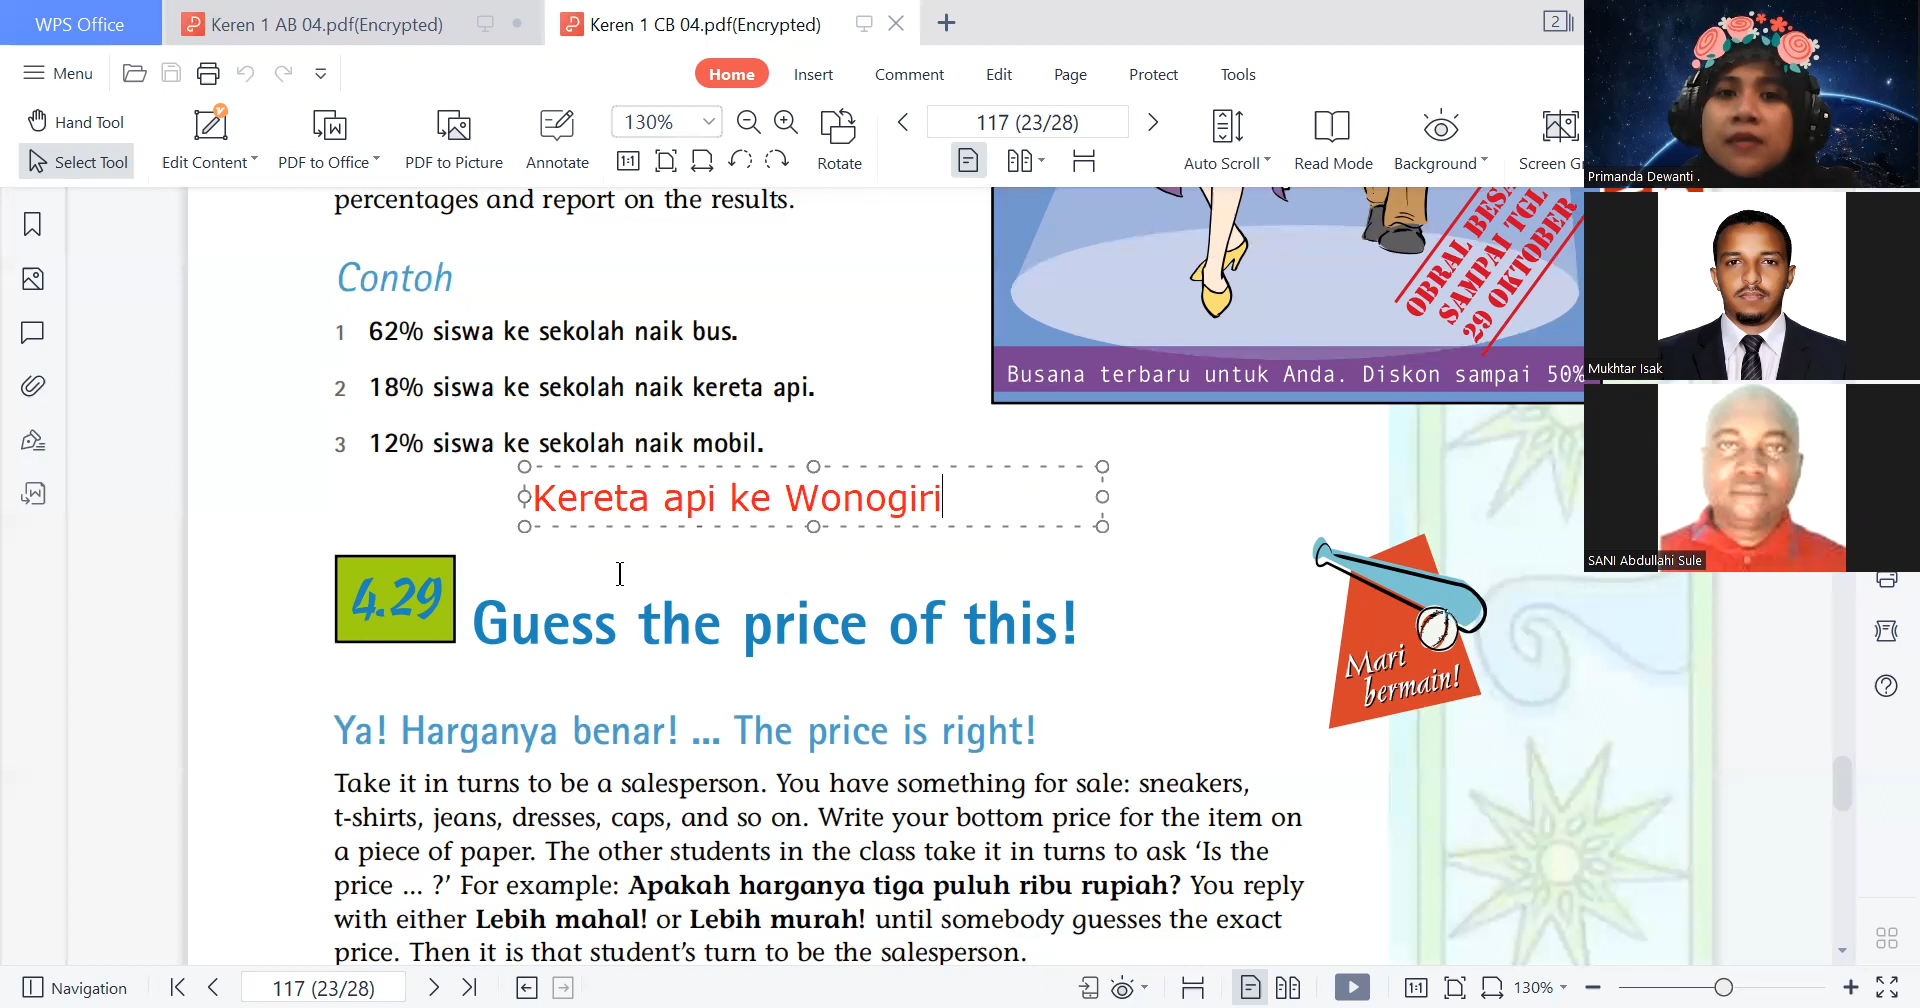 WPS Office
Keren 1 AB 04.pdf(Encrypted)
Keren 1 CB 04.pdf(Encrypted)
2
Menu
Home
Insert
Comment
Edit
Page
Protect
Tools
Hand Tool
Select Tool
Edit Content
PDF to Office
PDF to Picture
Annotate
130%
1:1
Rotate
117 (23/28)
Auto Scroll
Read Mode
Background
Screen Gr
Primanda Dewanti .
Mukhtar Isak
SANI Abdullahi Sule
percentages and report on the results.
Contoh
1 62% siswa ke sekolah naik bus.
2 18% siswa ke sekolah naik kereta api.
3 12% siswa ke sekolah naik mobil.
Kereta api ke Wonogiri
OBRAL BESA
SAMPAI TGL
29 OKTOBER
Busana terbaru untuk Anda. Diskon sampai 50%
4.29
Guess the price of this!
Mari
bermain!
Ya! Harganya benar! ... The price is right!
Take it in turns to be a salesperson. You have something for sale: sneakers,
t-shirts, jeans, dresses, caps, and so on. Write your bottom price for the item on
a piece of paper. The other students in the class take it in turns to ask ‘Is the
price ... ?’ For example: Apakah harganya tiga puluh ribu rupiah? You reply
with either Lebih mahal! or Lebih murah! until somebody guesses the exact
price. Then it is that student’s turn to be the salesperson.
Navigation
117 (23/28)
1:1
130%